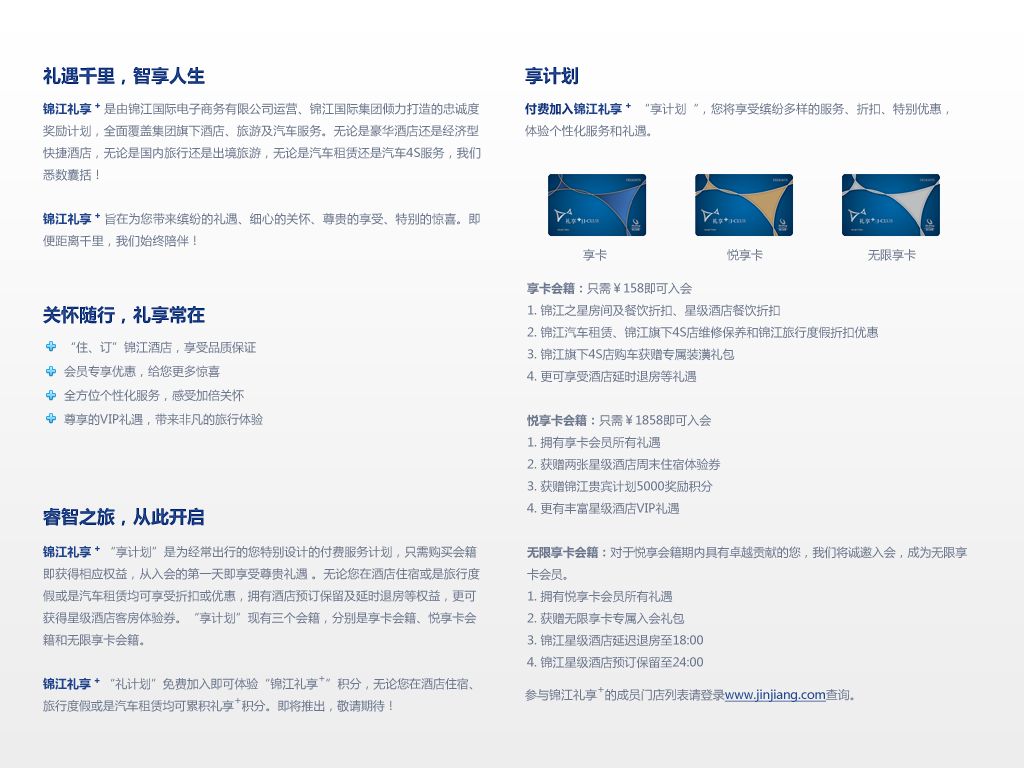 礼遇千里，智享人生
锦江礼享⁺是由锦江国际电子商务有限公司运营、锦江国际集团倾力打造的忠诚度
奖励计划，全面覆盖集团旗下酒店、旅游及汽车服务。无论是豪华酒店还是经济型
快捷酒店，无论是国内旅行还是出境旅游，无论是汽车租赁还是汽车4S服务，我们
悉数囊括！
锦江礼享⁺旨在为您带来缤纷的礼遇、细心的关怀、尊贵的享受、特别的惊喜。即
便距离千里，我们始终陪伴！
关怀随行，礼享常在
“住、订”锦江酒店，享受品质保证
会员专享优惠，给您更多惊喜
全方位个性化服务，感受加倍关怀
尊享的VIP礼遇，带来非凡的旅行体验
睿智之旅，从此开启
锦江礼享⁺“享计划”是为经常出行的您特别设计的付费服务计划，只需购买会籍
即获得相应权益，从入会的第一天即享受尊贵礼遇 。无论您在酒店住宿或是旅行度
假或是汽车租赁均可享受折扣或优惠，拥有酒店预订保留及延时退房等权益，更可
获得星级酒店客房体验券。“享计划”现有三个会籍，分别是享卡会籍、悦享卡会
籍和无限享卡会籍。
锦江礼享⁺“礼计划”免费加入即可体验“锦江礼享⁺”积分，无论您在酒店住宿、
旅行度假或是汽车租赁均可累积礼享⁺积分。即将推出，敬请期待！
享计划
付费加入锦江礼享⁺ “享计划“，您将享受缤纷多样的服务、折扣、特别优惠，
体验个性化服务和礼遇。
礼享⁺ J·CLUB
礼享⁺ J·CLUB
礼享⁺ J·CLUB
享卡
悦享卡
无限享卡
享卡会籍：只需￥158即可入会
1. 锦江之星房间及餐饮折扣、星级酒店餐饮折扣
2. 锦江汽车租赁、锦江旗下4S店维修保养和锦江旅行度假折扣优惠
3. 锦江旗下4S店购车获赠专属装潢礼包
4. 更可享受酒店延时退房等礼遇
悦享卡会籍：只需￥1858即可入会
1. 拥有享卡会员所有礼遇
2. 获赠两张星级酒店周末住宿体验券
3. 获赠锦江贵宾计划5000奖励积分
4. 更有丰富星级酒店VIP礼遇
无限享卡会籍：对于悦享会籍期内具有卓越贡献的您，我们将诚邀入会，成为无限享
卡会员。
1. 拥有悦享卡会员所有礼遇
2. 获赠无限享卡专属入会礼包
3. 锦江星级酒店延迟退房至18:00
4. 锦江星级酒店预订保留至24:00
参与锦江礼享⁺的成员门店列表请登录www.jinjiang.com查询。